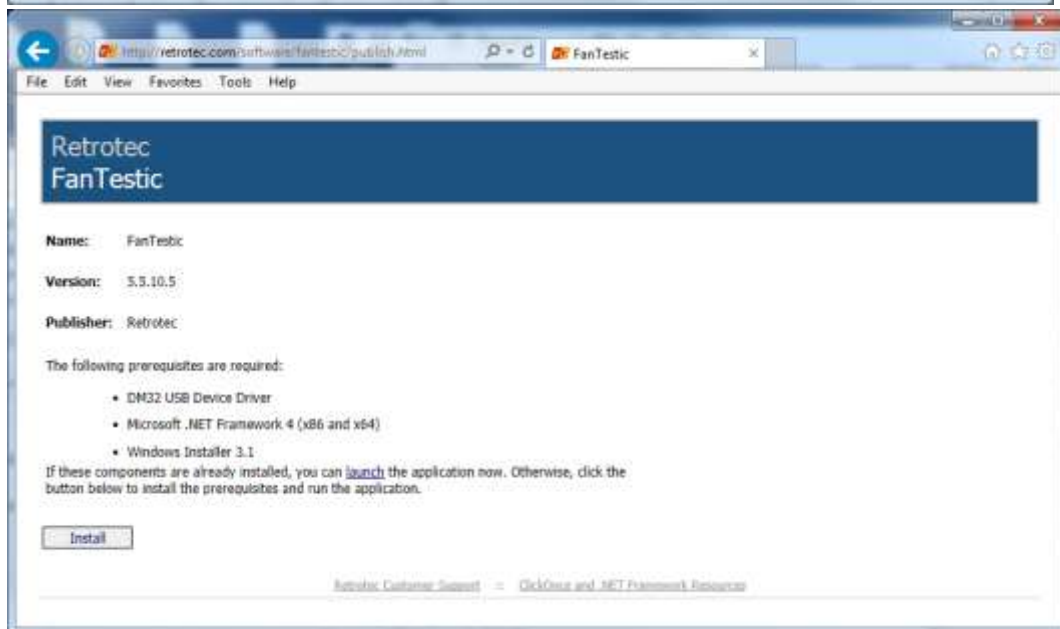 http://retrotec.com/software/fantestic/publish.html
FanTestic
File Edit View Favorites Tools Help
Retrotec
FanTestic
Name: FanTestic
Version: 5.5.10.5
Publisher: Retrotec
The following prerequisites are required:
• DM32 USB Device Driver
• Microsoft .NET Framework 4 (x86 and x64)
• Windows Installer 3.1
If these components are already installed, you can launch the application now. Otherwise, click the
button below to install the prerequisites and run the application.
Install
Retrotec Customer Support :: ClickOnce and .NET Framework Resources